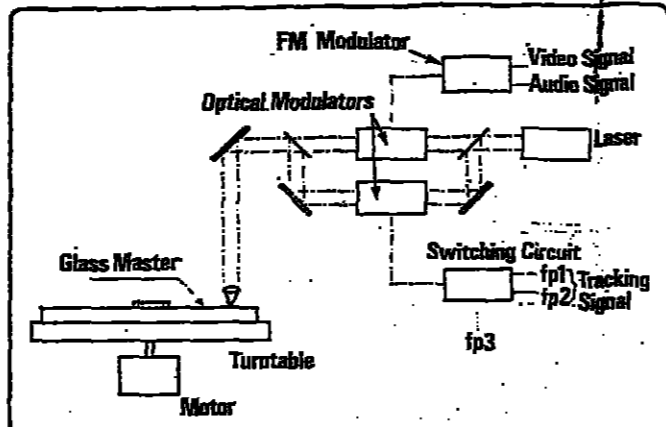 FM Modulator
Video Signal
Audio Signal
Optical Modulators
Laser
Glass Master
Switching Circuit
fp1
fp2
Tracking
Signal
fp3
Turntable
Motor